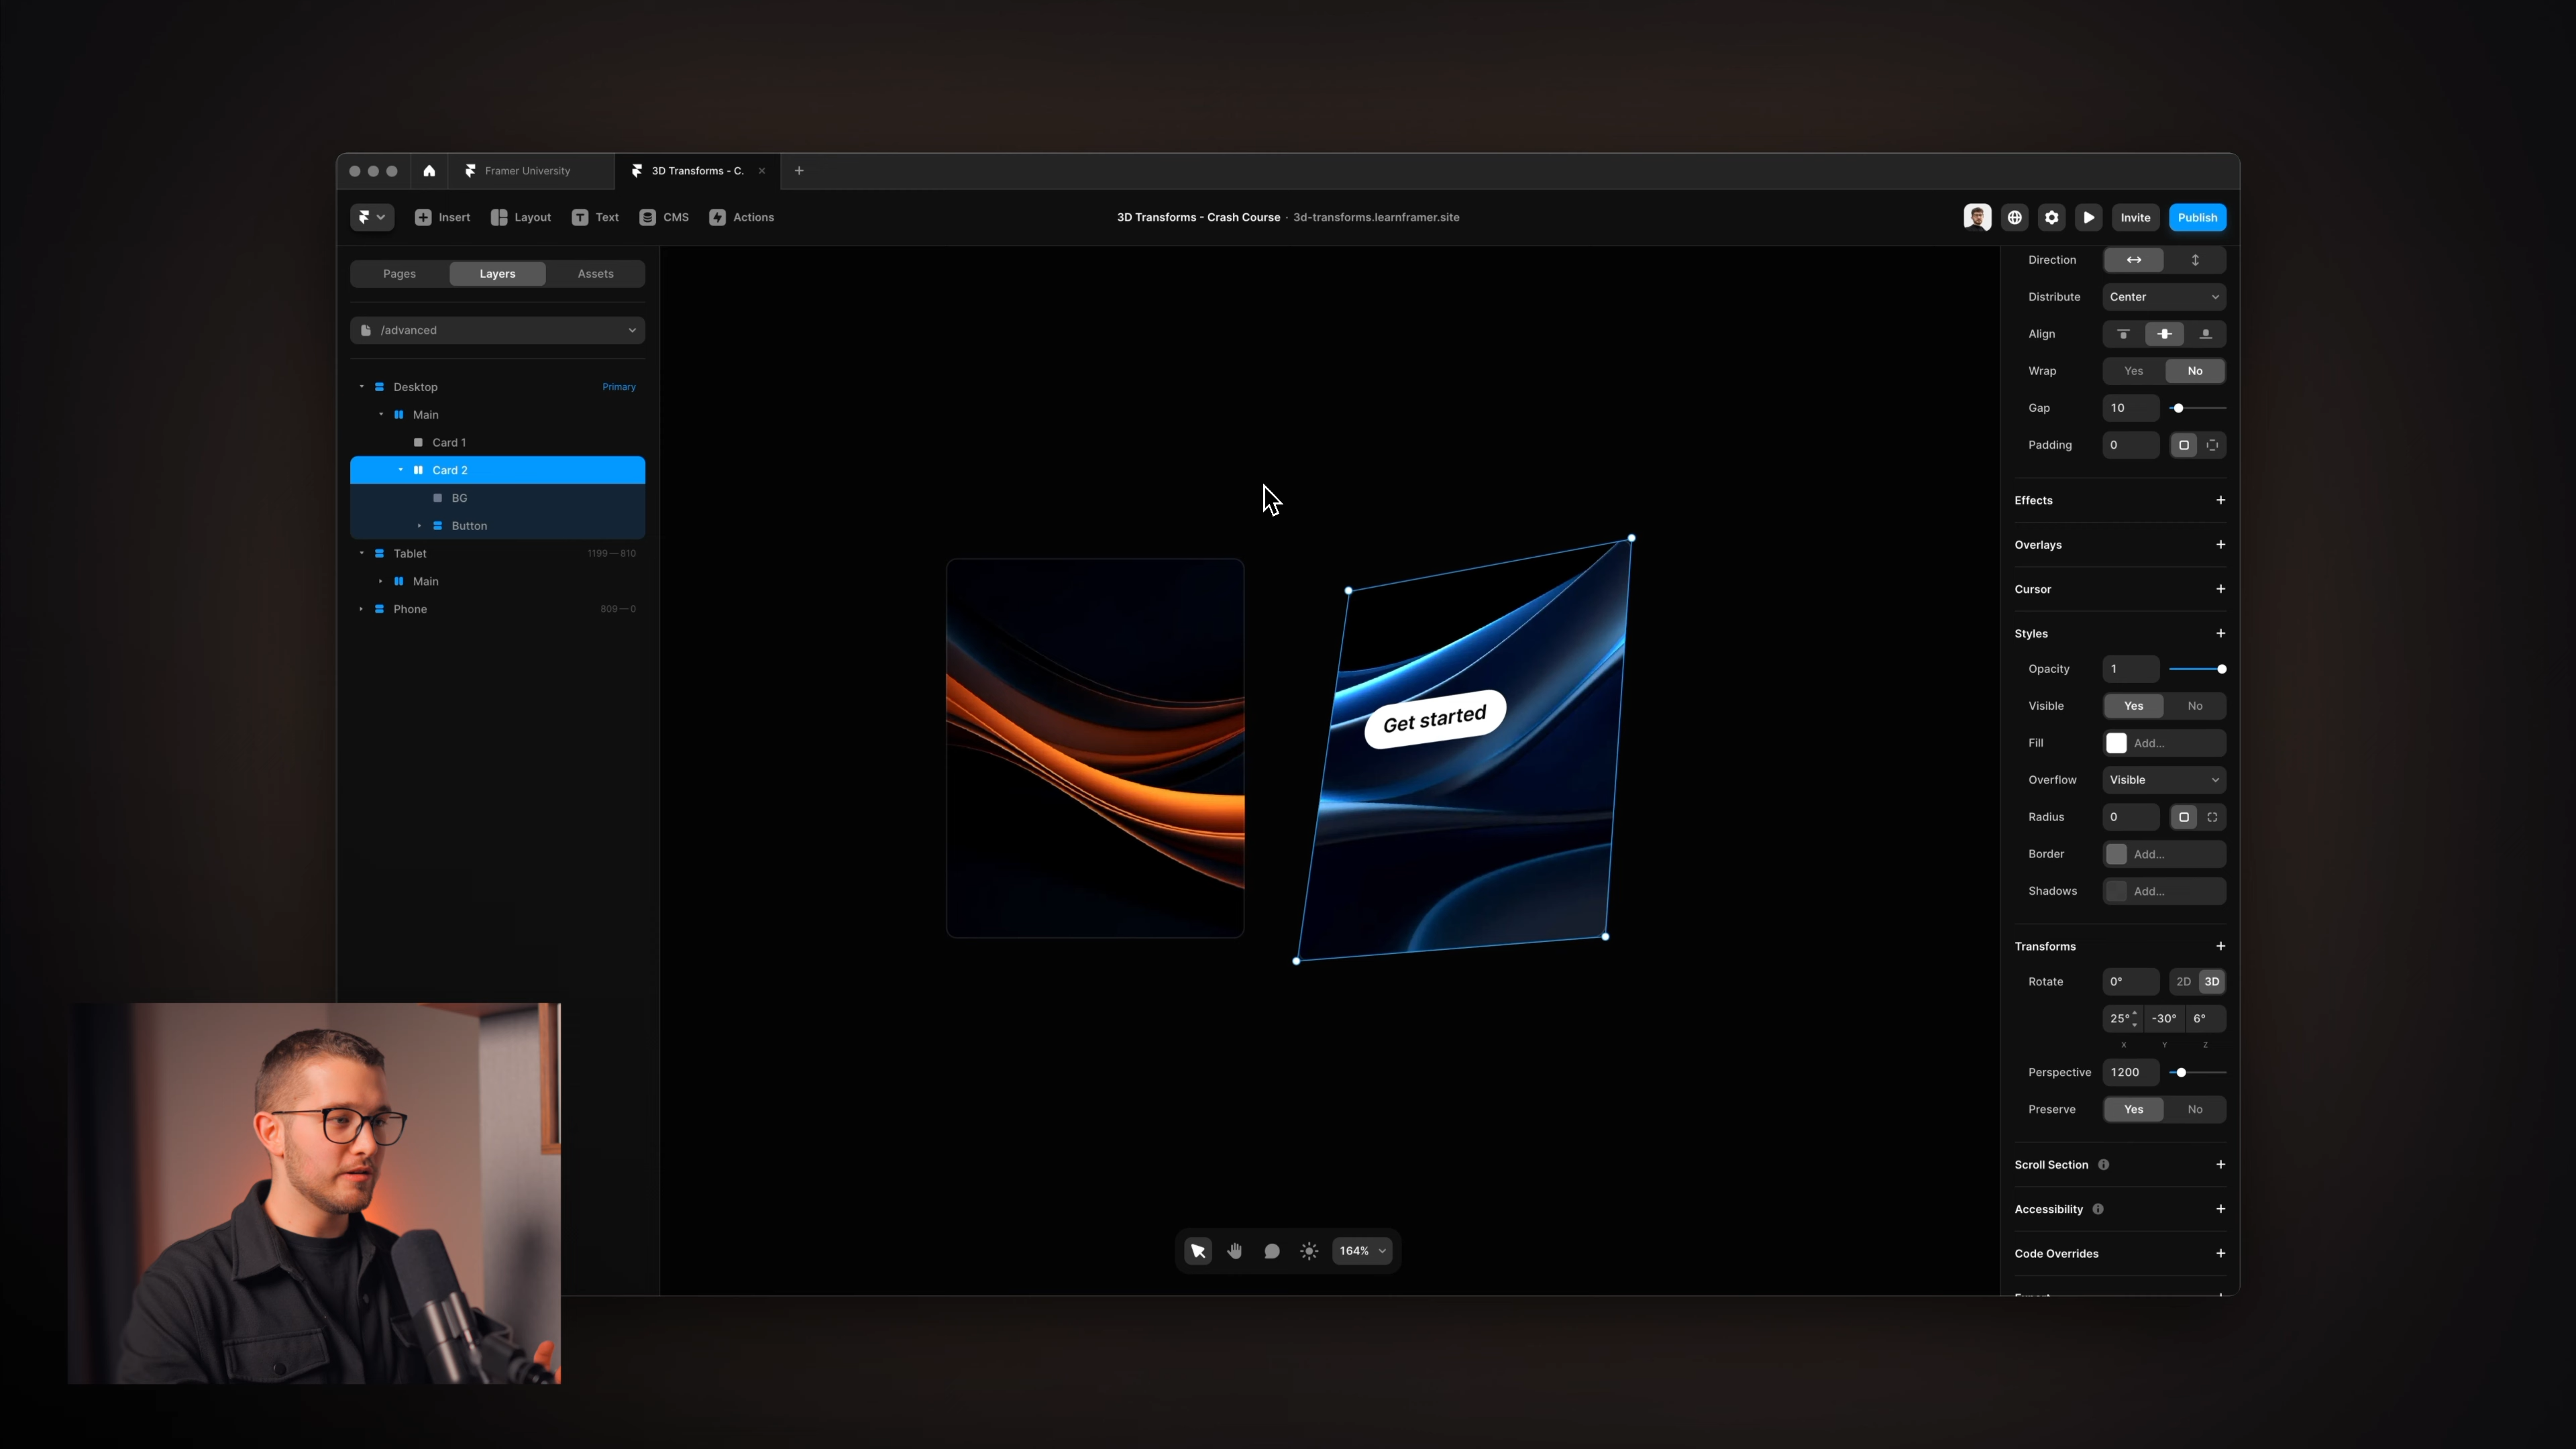 Framer University
3D Transforms - C.
Insert
Layout
Text
CMS
Actions
3D Transforms - Crash Course · 3d-transforms.learnframer.site
Invite
Publish
Pages
Layers
Assets
/advanced
Desktop
Primary
Main
Card 1
Card 2
BG
Button
Tablet
1199—810
Main
Phone
809—0
Get started
164%
Direction
Distribute
Center
Align
Wrap
Yes
No
Gap
10
Padding
0
Effects
Overlays
Cursor
Styles
Opacity
1
Visible
Yes
No
Fill
Add...
Overflow
Visible
Radius
0
Border
Add...
Shadows
Add...
Transforms
Rotate
0°
2D
3D
25°
-30°
6°
X
Y
Z
Perspective
1200
Preserve
Yes
No
Scroll Section
Accessibility
Code Overrides